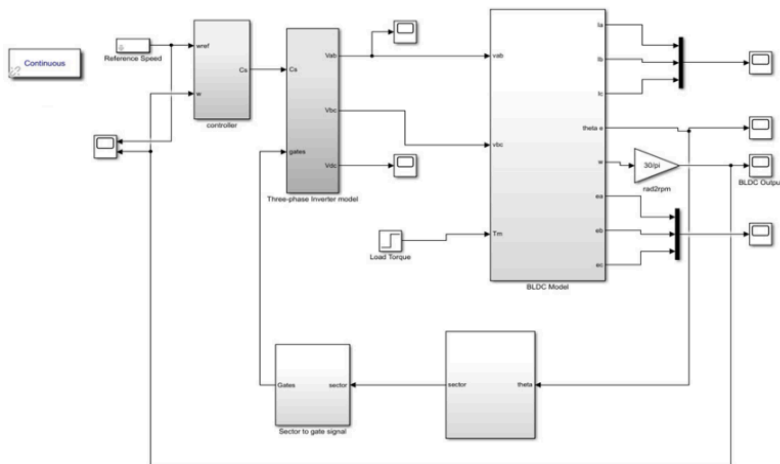 Continuous
Reference Speed
wref
w
Cs
controller
Cs
gates
Vab
Vbc
Vdc
Three-phase Inverter model
Load Torque
vab
vbc
Tm
Ia
Ib
Ic
theta e
w
ea
eb
ec
BLDC Model
30/pi
rad2rpm
BLDC Output
Gates
sector
Sector to gate signal
sector
theta